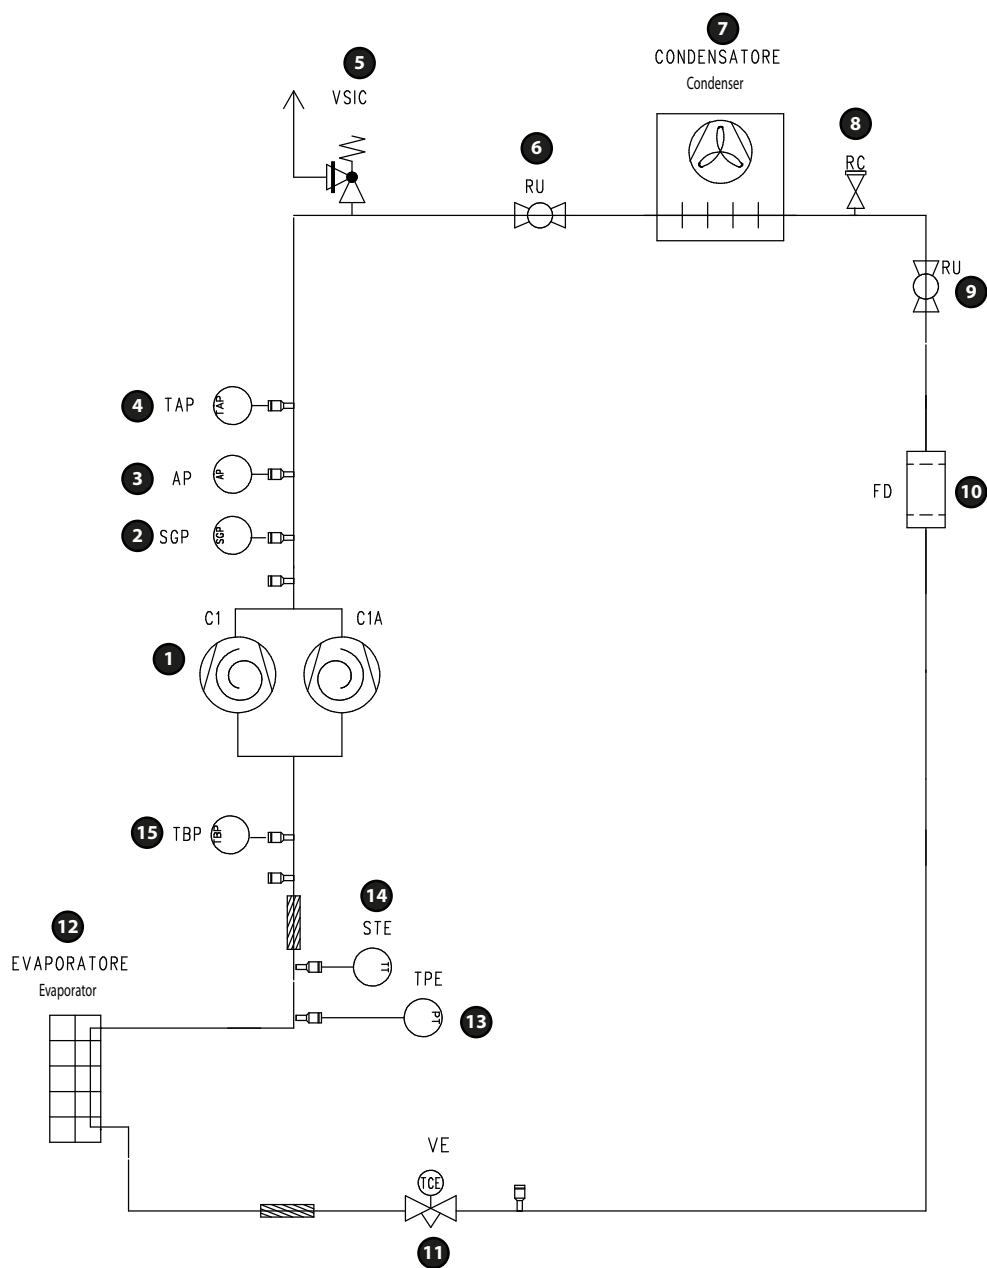 7
CONDENSATORE
Condenser
5
VSIC
8
RC
6
RU
RU
9
4 TAP TAP
3 AP AP
2 SGP SGP
FD 10
C1 C1A
1
15 TBP TBP
14
STE
TT
12
EVAPORATORE
Evaporator
TPE
PT
13
VE
TCE
11